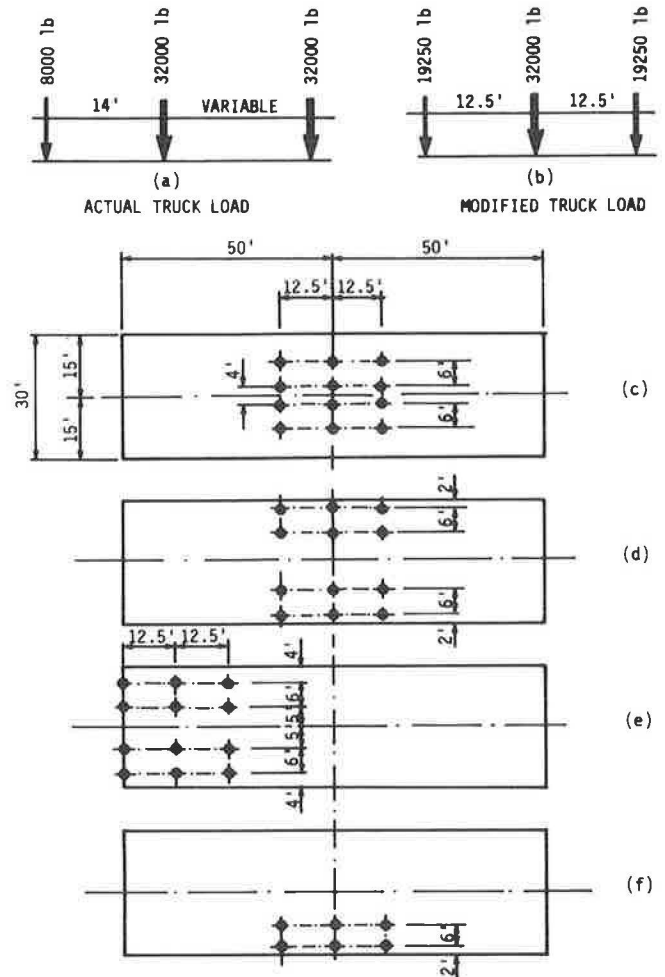 8000 lb
32000 lb
32000 lb
19250 lb
32000 lb
19250 lb
14' VARIABLE
12.5' 12.5'
(a)
(b)
ACTUAL TRUCK LOAD
MODIFIED TRUCK LOAD
50' 50'
12.5' 12.5'
30'
15'
15'
4'
6'
6'
(c)
2'
6'
6'
2'
(d)
12.5' 12.5'
4'
6'
5'
5'
6'
4'
(e)
(f)
6'
2'